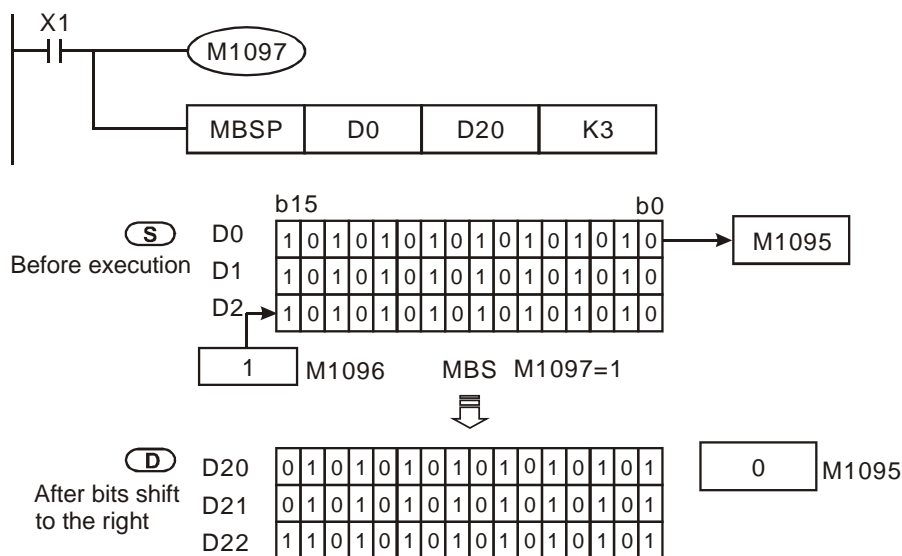 X1
M1097
MBSP D0 D20 K3
b15 b0
S D0 1 0 1 0 1 0 1 0 1 0 1 0 1 0 1 0 M1095
Before execution D1 1 0 1 0 1 0 1 0 1 0 1 0 1 0 1 0
D2 1 0 1 0 1 0 1 0 1 0 1 0 1 0 1 0
1 M1096 MBS M1097=1
D D20 0 1 0 1 0 1 0 1 0 1 0 1 0 1 0 1 0 M1095
After bits shift D21 0 1 0 1 0 1 0 1 0 1 0 1 0 1 0 1
to the right D22 1 1 0 1 0 1 0 1 0 1 0 1 0 1 0 1